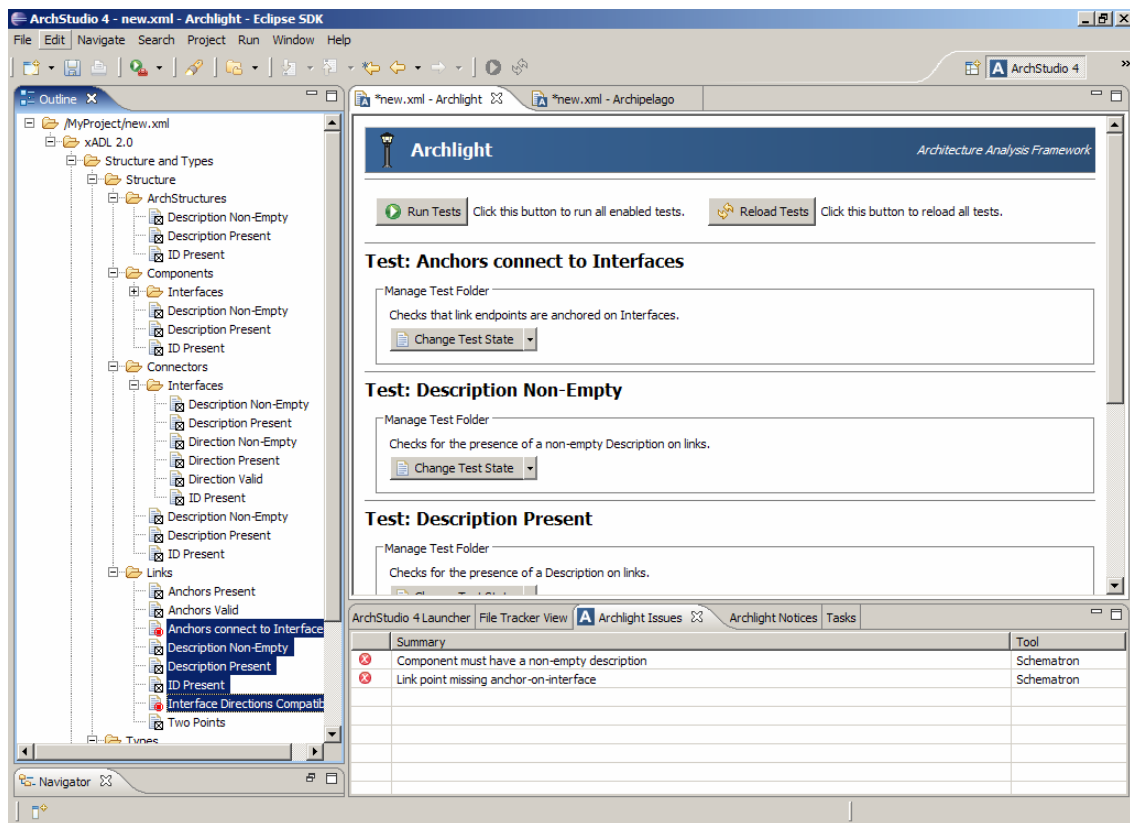 ArchStudio 4 - new.xml - Archlight - Eclipse SDK
File Edit Navigate Search Project Run Window Help
A ArchStudio 4 »
Outline
/MyProject/new.xml
xADL 2.0
Structure and Types
Structure
ArchStructures
Description Non-Empty
Description Present
ID Present
Components
Interfaces
Description Non-Empty
Description Present
ID Present
Connectors
Interfaces
Description Non-Empty
Description Present
Direction Non-Empty
Direction Present
Direction Valid
ID Present
Description Non-Empty
Description Present
ID Present
Links
Anchors Present
Anchors Valid
Anchors connect to Interface
Description Non-Empty
Description Present
ID Present
Interface Directions Compatib
Two Points
Types
Navigator
*new.xml - Archlight *new.xml - Archipelago
Archlight Architecture Analysis Framework
Run Tests Click this button to run all enabled tests. Reload Tests Click this button to reload all tests.
Test: Anchors connect to Interfaces
Manage Test Folder
Checks that link endpoints are anchored on Interfaces.
Change Test State
Test: Description Non-Empty
Manage Test Folder
Checks for the presence of a non-empty Description on links.
Change Test State
Test: Description Present
Manage Test Folder
Checks for the presence of a Description on links.
ArchStudio 4 Launcher File Tracker View A Archlight Issues Archlight Notices Tasks
Summary Tool
Component must have a non-empty description Schematron
Link point missing anchor-on-interface Schematron